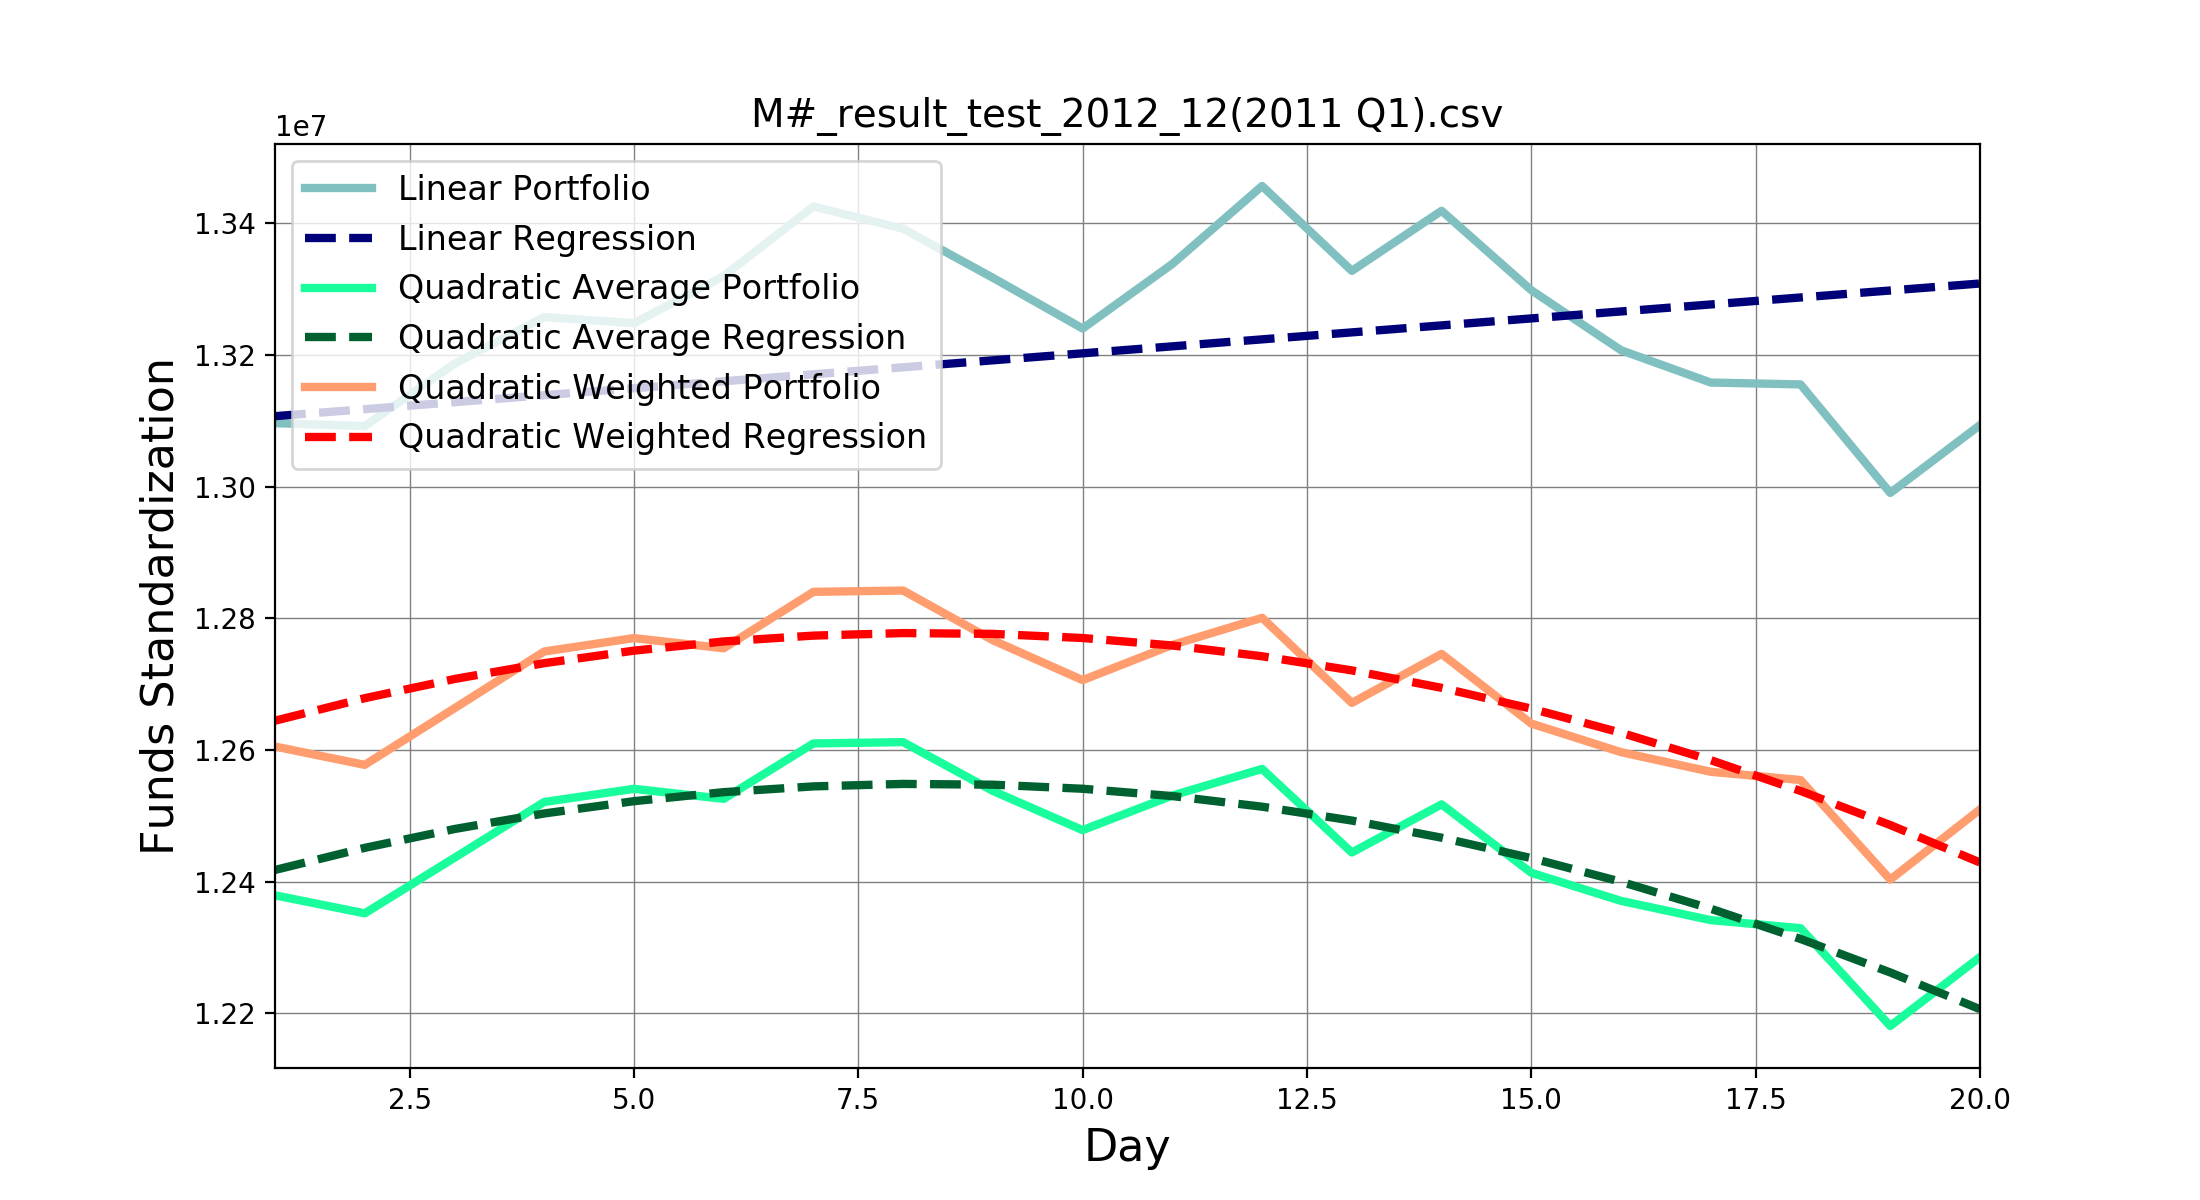 M#_result_test_2012_12(2011 Q1).csv
1e7
Linear Portfolio
Linear Regression
Quadratic Average Portfolio
Quadratic Average Regression
Quadratic Weighted Portfolio
Quadratic Weighted Regression
1.34
1.32
1.30
1.28
1.26
1.24
1.22
Funds Standardization
2.5 5.0 7.5 10.0 12.5 15.0 17.5 20.0
Day